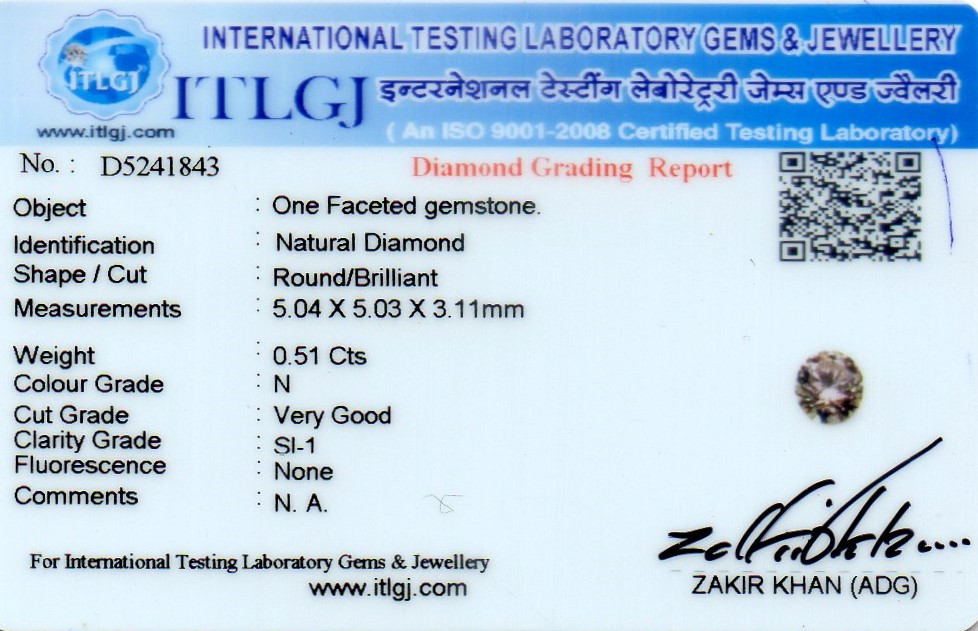 INTERNATIONAL TESTING LABORATORY GEMS & JEWELLERY
ITLGJ
ITLGJ इन्टरनेशनल टेस्टींग लेबोरेट्ररी जेम्स एण्ड ज्वैलरी
www.itlgj.com
( An ISO 9001-2008 Certified Testing Laboratory)
No. : D5241843
Diamond Grading Report
Object : One Faceted gemstone.
Identification : Natural Diamond
Shape / Cut : Round/Brilliant
Measurements : 5.04 X 5.03 X 3.11mm
Weight : 0.51 Cts
Colour Grade : N
Cut Grade : Very Good
Clarity Grade : SI-1
Fluorescence : None
Comments : N. A.
For International Testing Laboratory Gems & Jewellery
www.itlgj.com
ZAKIR KHAN (ADG)